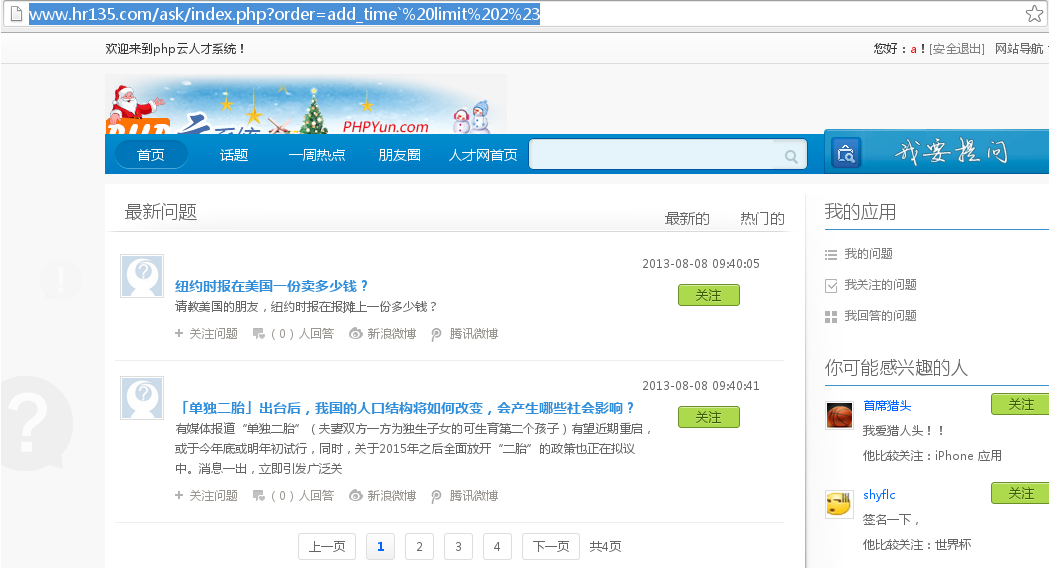 www.hr135.com/ask/index.php?order=add_time`%20limit%202%23
欢迎来到php云人才系统！
您好：a！[安全退出] 网站导航
PHP云系统
PHPYun.com
首页 话题 一周热点 朋友圈 人才网首页
我要提问
最新问题 最新的 热门的
2013-08-08 09:40:05
纽约时报在美国一份卖多少钱？
关注
请教美国的朋友，纽约时报在报摊上一份多少钱？
+ 关注问题 （0）人回答 新浪微博 腾讯微博
2013-08-08 09:40:41
「单独二胎」出台后，我国的人口结构将如何改变，会产生哪些社会影响？
关注
有媒体报道“单独二胎”（夫妻双方一方为独生子女的可生育第二个孩子）有望近期重启，
或于今年底或明年初试行，同时，关于2015年之后全面放开“二胎”的政策也正在拟议
中。消息一出，立即引发广泛关
+ 关注问题 （0）人回答 新浪微博 腾讯微博
上一页 1 2 3 4 下一页 共4页
我的应用
我的问题
我关注的问题
我回答的问题
你可能感兴趣的人
首席猎头 关注
我爱猎人头！！
他比较关注：iPhone 应用
shyflc 关注
签名一下，
他比较关注：世界杯